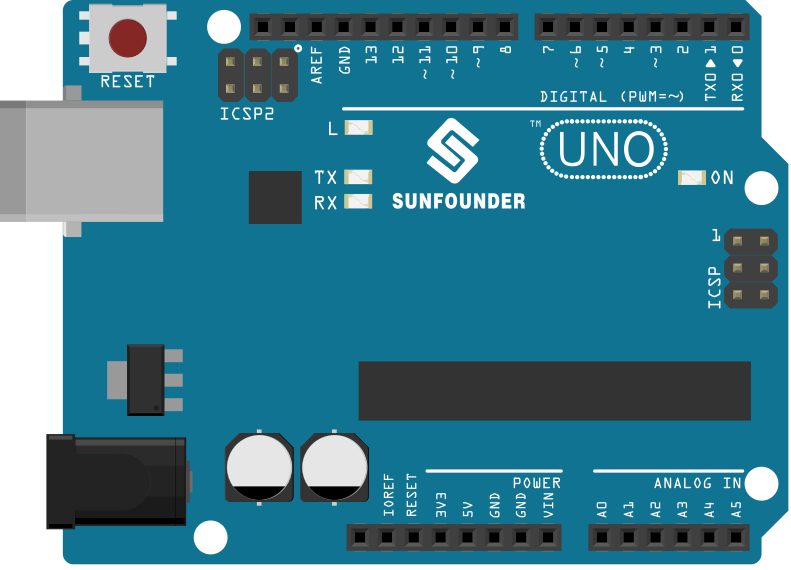 RESET
ICSP2
AREF
GND
13
12
~11
~10
~9
8
7
~6
~5
4
~3
2
TX0▶1
RX0◀0
DIGITAL (PWM=~)
L
TX
RX
SUNFOUNDER
™
UNO
ON
1
ICSP
POWER
ANALOG IN
IOREF
RESET
3V3
5V
GND
GND
VIN
A0
A1
A2
A3
A4
A5